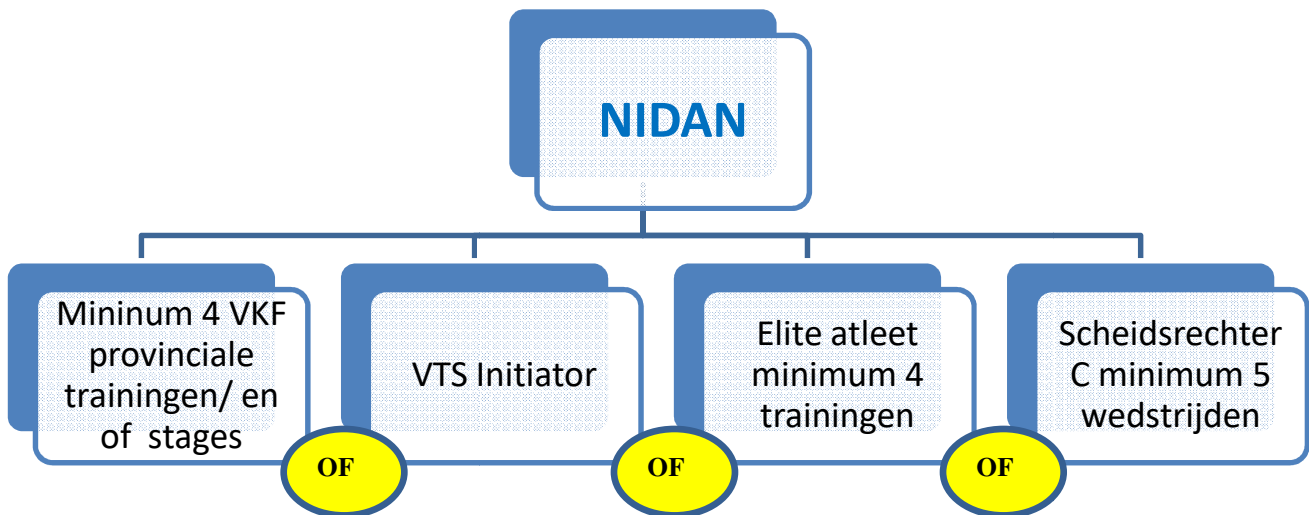 NIDAN
Mininum 4 VKF
provinciale
trainingen/ en
of stages
VTS Initiator
Elite atleet
minimum 4
trainingen
Scheidsrechter
C minimum 5
wedstrijden
OF
OF
OF